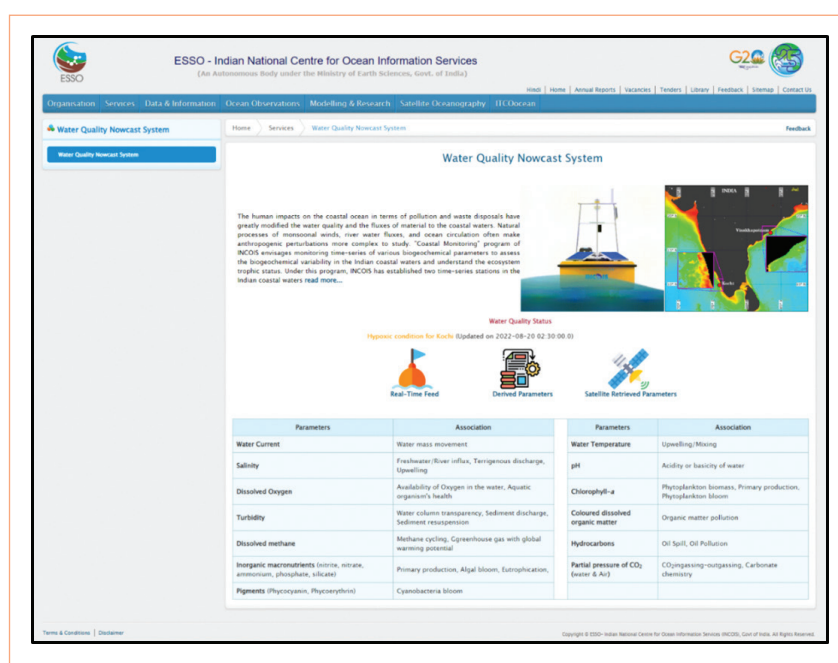 ESSO
ESSO - Indian National Centre for Ocean Information Services
(An Autonomous Body under the Ministry of Earth Sciences, Govt. of India)
G20
Hindi | Home | Annual Reports | Vacancies | Tenders | Library | Feedback | Sitemap | Contact Us
Organisation Services Data & Information Ocean Observations Modelling & Research Satellite Oceanography ITCOocean
Water Quality Nowcast System
Home Services Water Quality Nowcast System Feedback
Water Quality Nowcast System
Water Quality Nowcast System
The human impacts on the coastal ocean in terms of pollution and waste disposals have
greatly modified the water quality and the fluxes of material to the coastal waters. Natural
processes of monsoonal winds, river water fluxes, and ocean circulation often make
anthropogenic perturbations more complex to study. "Coastal Monitoring" program of
INCOIS envisages monitoring time-series of various biogeochemical parameters to assess
the biogeochemical variability in the Indian coastal waters and understand the ecosystem
trophic status. Under this program, INCOIS has established two time-series stations in the
Indian coastal waters read more...
INDIA
Visakhapatnam
Kochi
Water Quality Status
Hypoxic condition for Kochi (Updated on 2022-08-20 02:30:00.0)
Real-Time Feed
Derived Parameters
Satellite Retrieved Parameters
Parameters Association
Water Current Water mass movement
Salinity Freshwater/River influx, Terrigenous discharge,
Upwelling
Dissolved Oxygen Availability of Oxygen in the water, Aquatic
organism's health
Turbidity Water column transparency, Sediment discharge,
Sediment resuspension
Dissolved methane Methane cycling, Ggreenhouse gas with global
warming potential
Inorganic macronutrients (nitrite, nitrate,
ammonium, phosphate, silicate) Primary production, Algal bloom, Eutrophication,
Pigments (Phycocyanin, Phycoerythrin) Cyanobacteria bloom
Parameters Association
Water Temperature Upwelling/Mixing
pH Acidity or basicity of water
Chlorophyll-a Phytoplankton biomass, Primary production,
Phytoplankton bloom
Coloured dissolved
organic matter Organic matter pollution
Hydrocarbons Oil Spill, Oil Pollution
Partial pressure of CO₂
(water & Air) CO₂ingassing-outgassing, Carbonate
chemistry
Terms & Conditions | Disclaimer
Copyright © ESSO- Indian National Centre for Ocean Information Services (INCOIS), Govt of India. All Rights Reserved.